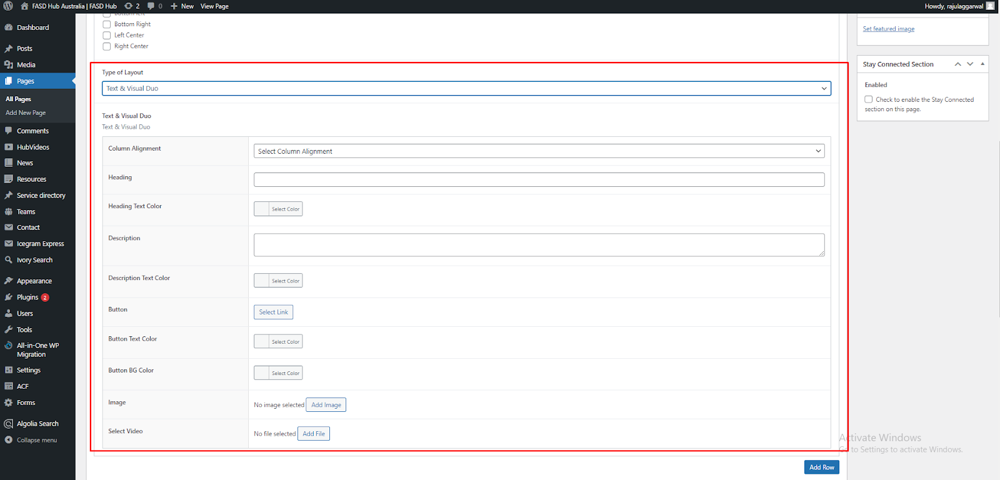 FASD Hub Australia | FASD Hub 2 0 New View Page Howdy, rajulaggarwal
Dashboard
Posts
Media
Pages
All Pages
Add New Page
Comments
HubVideos
News
Resources
Service directory
Teams
Contact
Icegram Express
Ivory Search
Appearance
Plugins 2
Users
Tools
All-in-One WP
Migration
Settings
ACF
Forms
Algolia Search
Collapse menu
Bottom left
Bottom Right
Left Center
Right Center
Type of Layout
Text & Visual Duo
Text & Visual Duo
Text & Visual Duo
Column Alignment Select Column Alignment
Heading
Heading Text Color Select Color
Description
Description Text Color Select Color
Button Select Link
Button Text Color Select Color
Button BG Color Select Color
Image No image selected Add Image
Select Video No file selected Add File
Add Row
Set featured image
Stay Connected Section
Enabled
Check to enable the Stay Connected
section on this page.
Activate Windows
Go to Settings to activate Windows.